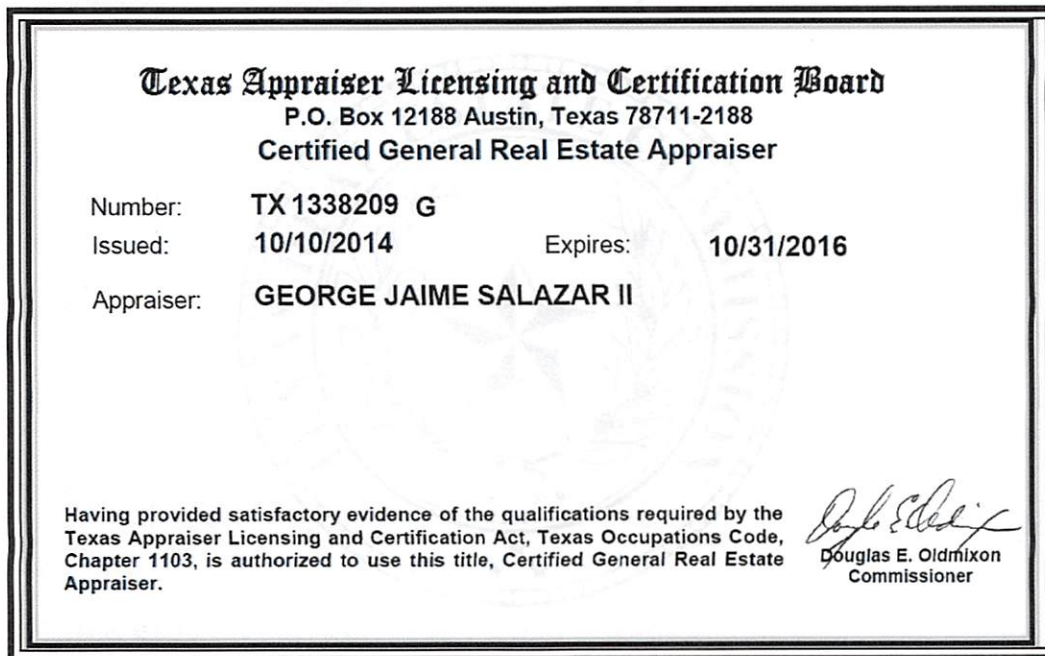 Texas Appraiser Licensing and Certification Board
P.O. Box 12188 Austin, Texas 78711-2188
Certified General Real Estate Appraiser
Number: TX 1338209 G
Issued: 10/10/2014 Expires: 10/31/2016
Appraiser: GEORGE JAIME SALAZAR II
Having provided satisfactory evidence of the qualifications required by the
Texas Appraiser Licensing and Certification Act, Texas Occupations Code,
Chapter 1103, is authorized to use this title, Certified General Real Estate
Appraiser.
Douglas E. Oldmixon
Commissioner